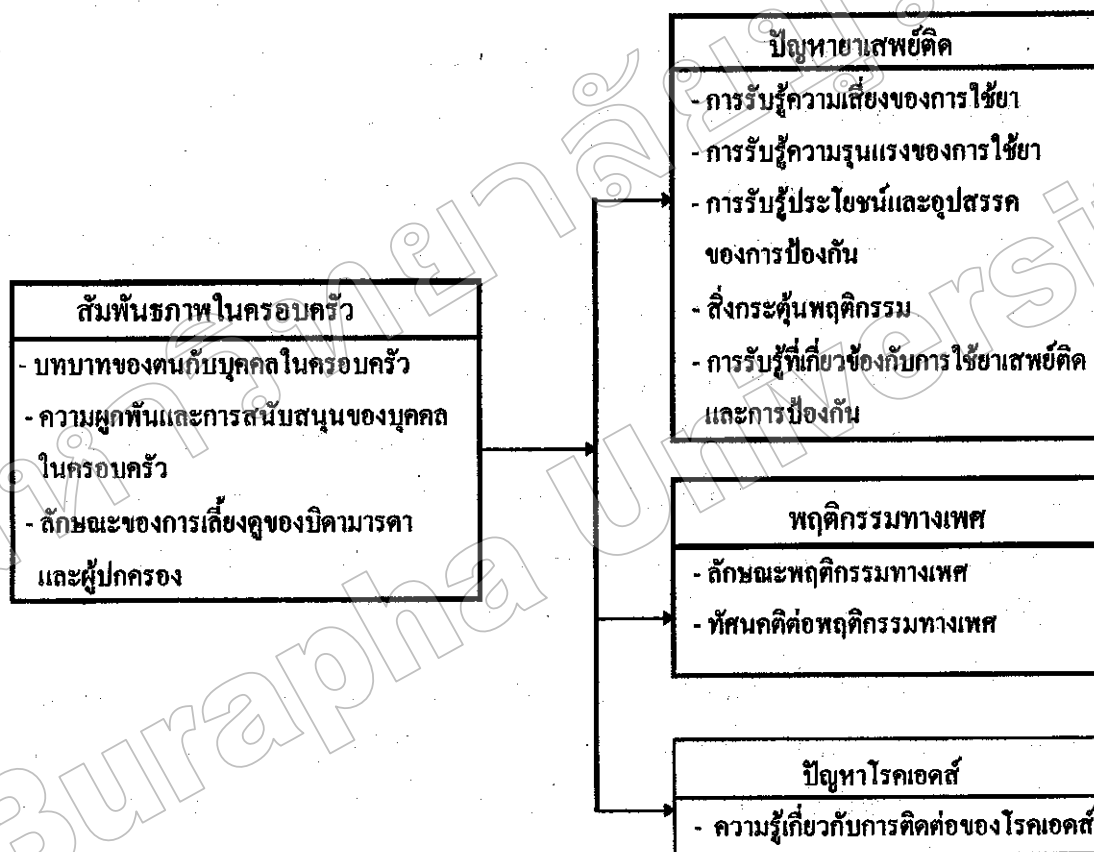 ปัญหายาเสพย์ติด
- การรับรู้ความเสี่ยงของการใช้ยา
- การรับรู้ความรุนแรงของการใช้ยา
- การรับรู้ประโยชน์และอุปสรรค
ของการป้องกัน
- สิ่งกระตุ้นพฤติกรรม
- การรับรู้ที่เกี่ยวข้องกับการใช้ยาเสพย์ติด
และการป้องกัน
สัมพันธภาพในครอบครัว
- บทบาทของตนกับบุคคลในครอบครัว
- ความผูกพันและการสนับสนุนของบุคคล
ในครอบครัว
- ลักษณะของการเลี้ยงดูของบิดามารดา
และผู้ปกครอง
พฤติกรรมทางเพศ
- ลักษณะพฤติกรรมทางเพศ
- ทัศนคติต่อพฤติกรรมทางเพศ
ปัญหาโรคเอดส์
- ความรู้เกี่ยวกับการติดต่อของโรคเอดส์
Burapha Universi